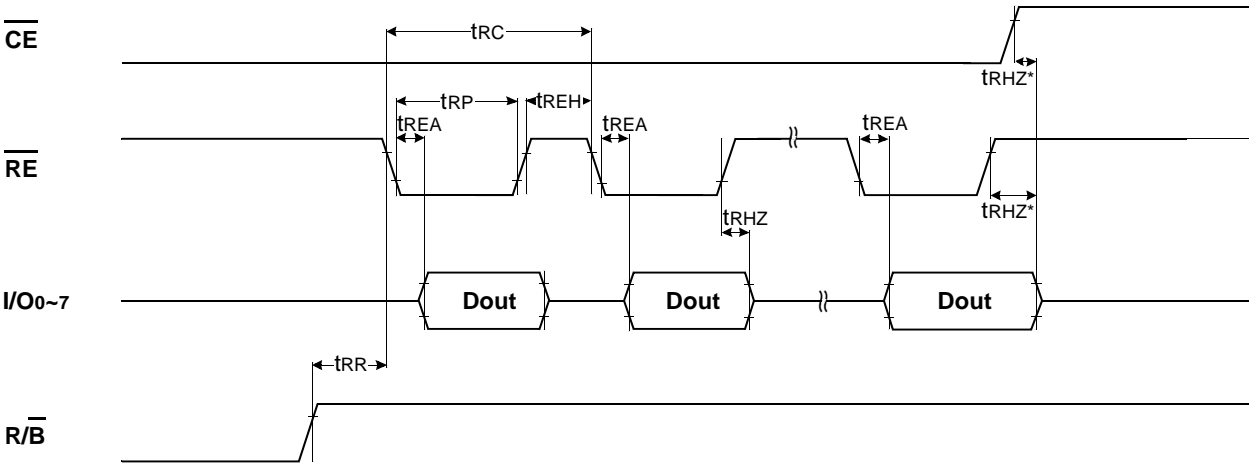 CE
tRC
tRHZ*
tRP
tREH
tREA
tREA
tREA
RE
tRHZ*
tRHZ
I/O0~7
Dout
Dout
Dout
tRR
R/B